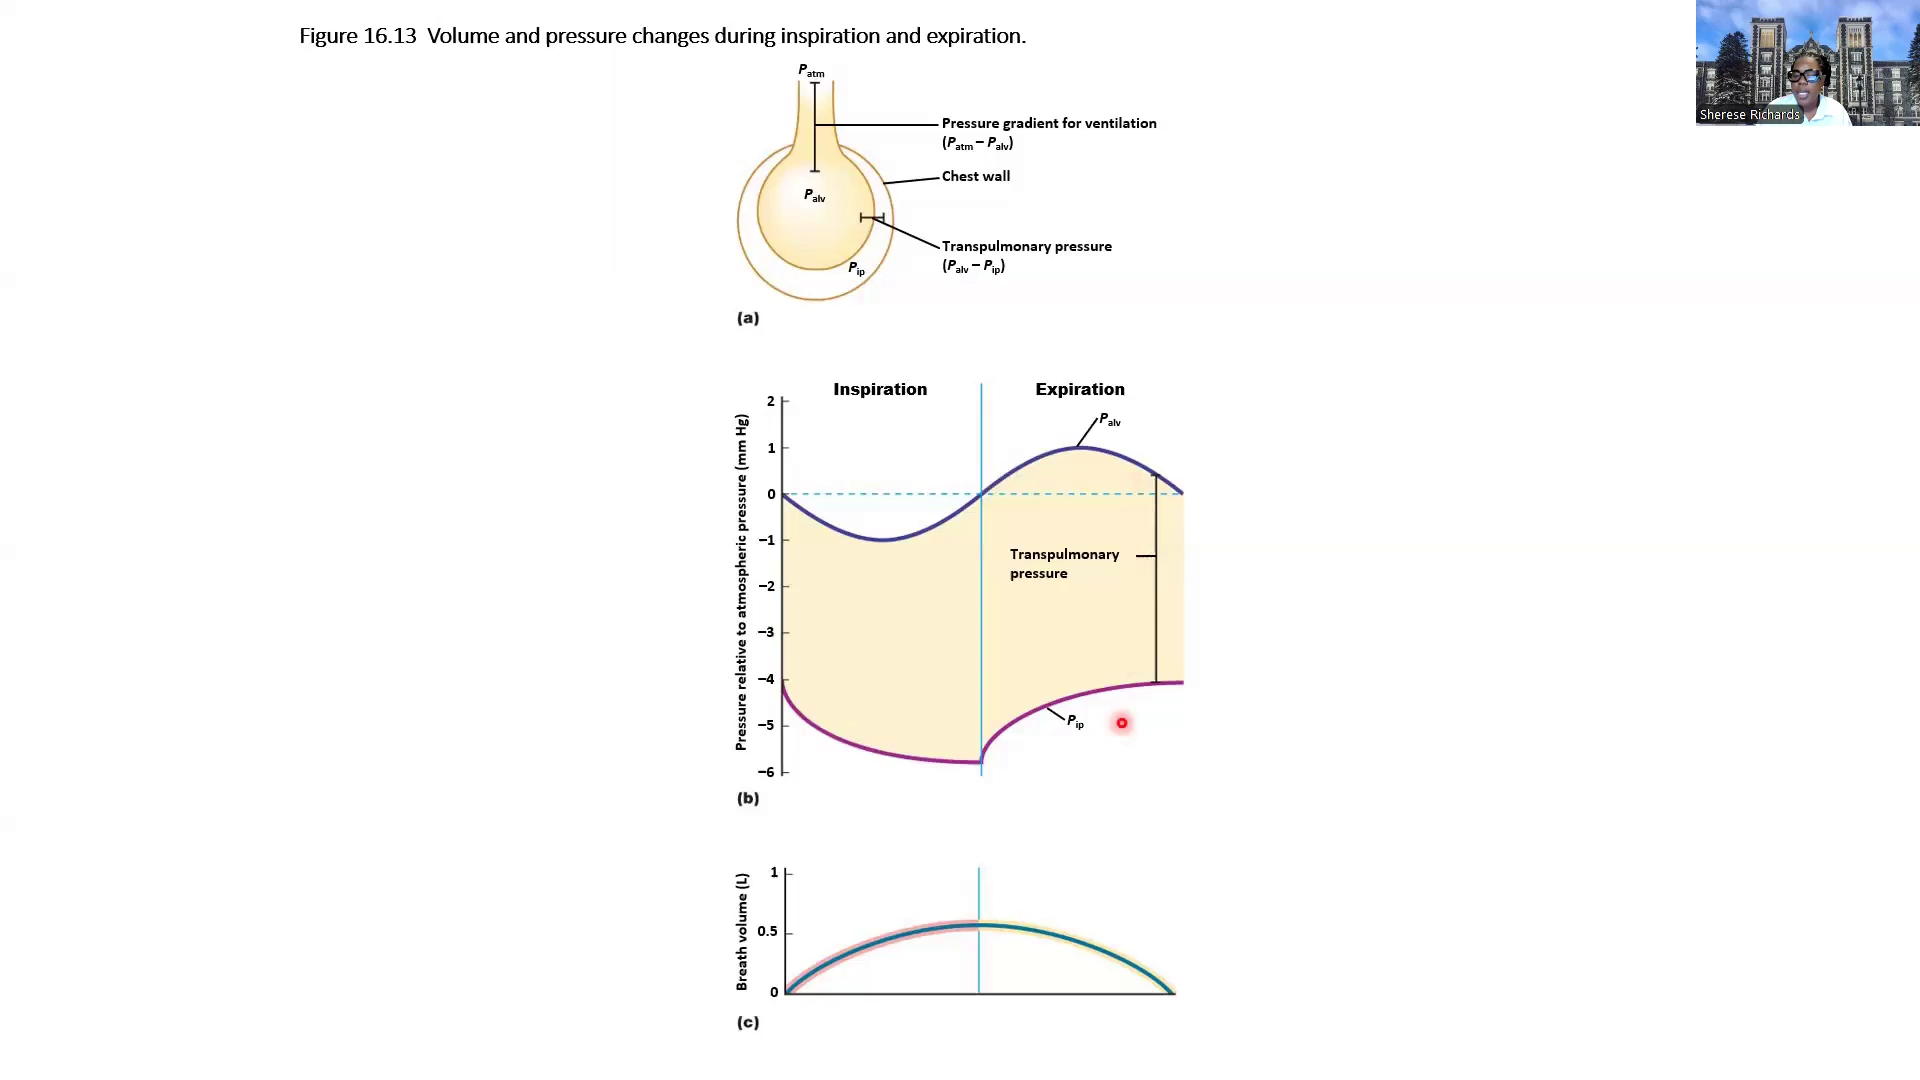 Figure 16.13 Volume and pressure changes during inspiration and expiration.
Sherese Richards
Patm
Pressure gradient for ventilation
(Patm – Palv)
Chest wall
Palv
Transpulmonary pressure
(Palv – Pip)
Pip
(a)
Inspiration
Expiration
Pressure relative to atmospheric pressure (mm Hg)
2
1
0
–1
–2
–3
–4
–5
–6
Palv
Transpulmonary
pressure
Pip
(b)
Breath volume (L)
1
0.5
0
(c)